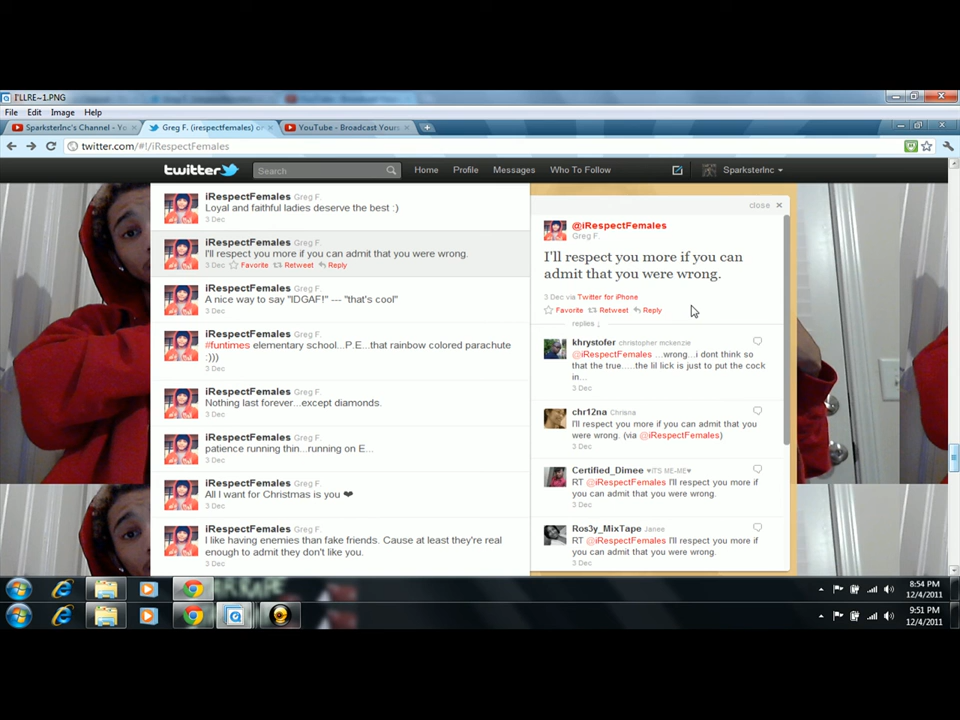 I'LLRE~1.PNG
File Edit Image Help
SparksterInc's Channel - Yo
Greg F. (irespectfemales) on
YouTube - Broadcast Yours
twitter.com/#!/iRespectFemales
twitter Search Home Profile Messages Who To Follow SparksterInc
iRespectFemales Greg F.
Loyal and faithful ladies deserve the best :)
3 Dec
iRespectFemales Greg F.
I'll respect you more if you can admit that you were wrong.
3 Dec Favorite Retweet Reply
iRespectFemales Greg F.
A nice way to say "IDGAF!" --- "that's cool"
3 Dec
iRespectFemales Greg F.
#funtimes elementary school...P.E...that rainbow colored parachute
:)))
3 Dec
iRespectFemales Greg F.
Nothing last forever...except diamonds.
3 Dec
iRespectFemales Greg F.
patience running thin...running on E...
3 Dec
iRespectFemales Greg F.
All I want for Christmas is you ❤
3 Dec
iRespectFemales Greg F.
I like having enemies than fake friends. Cause at least they're real
enough to admit they don't like you.
3 Dec
close ×
@iRespectFemales
Greg F.
I'll respect you more if you can
admit that you were wrong.
3 Dec via Twitter for iPhone
Favorite Retweet Reply
replies ↓
khrystofer christopher mckenzie
@iRespectFemales ...wrong...i dont think so
that the true.....the lil lick is just to put the cock
in...
3 Dec
chr12na Chrisna
I'll respect you more if you can admit that you
were wrong. (via @iRespectFemales)
3 Dec
Certified_Dimee ♥iTS ME-ME♥
RT @iRespectFemales I'll respect you more if
you can admit that you were wrong.
3 Dec
Ros3y_MixTape Janee
RT @iRespectFemales I'll respect you more if
you can admit that you were wrong.
3 Dec
8:54 PM
12/4/2011
9:51 PM
12/4/2011